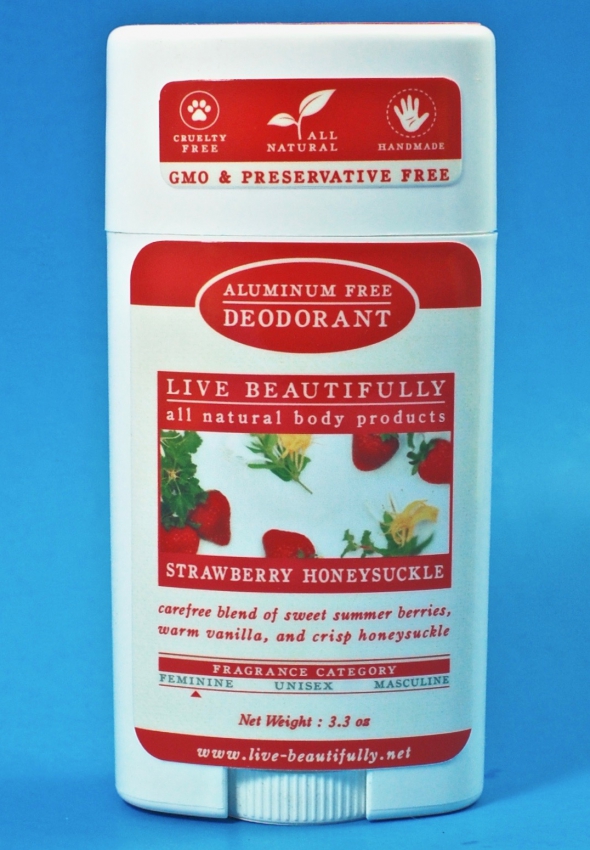 CRUELTY
FREE
ALL
NATURAL
HANDMADE
GMO & PRESERVATIVE FREE
ALUMINUM FREE
DEODORANT
LIVE BEAUTIFULLY
all natural body products
STRAWBERRY HONEYSUCKLE
carefree blend of sweet summer berries,
warm vanilla, and crisp honeysuckle
FRAGRANCE CATEGORY
FEMININE UNISEX MASCULINE
Net Weight : 3.3 oz
www.live-beautifully.net